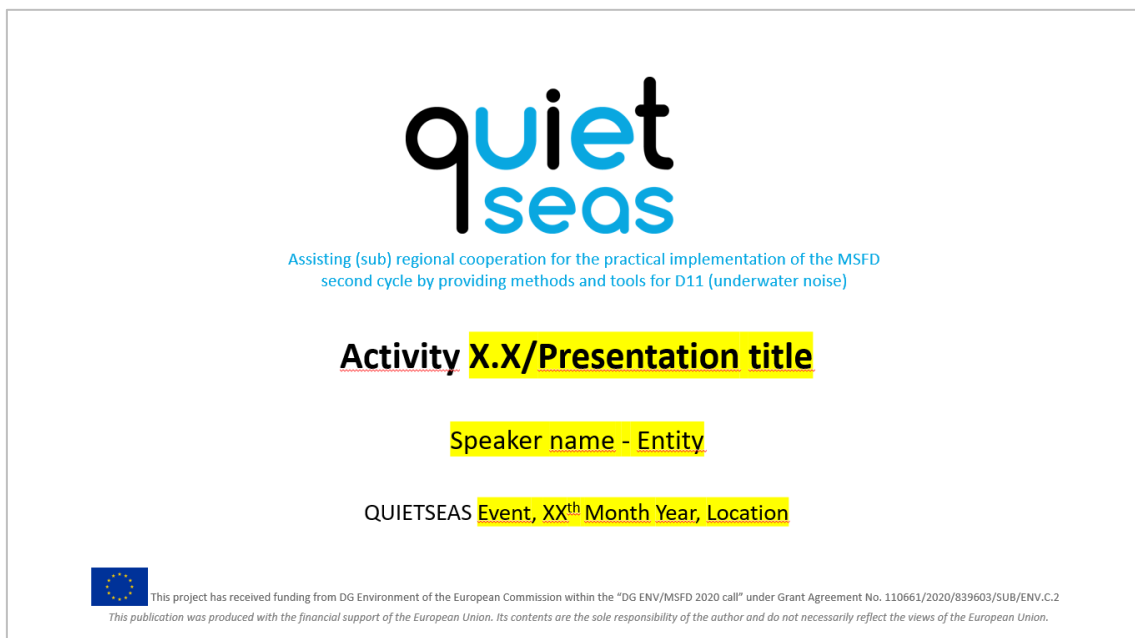 quiet
seas
Assisting (sub) regional cooperation for the practical implementation of the MSFD
second cycle by providing methods and tools for D11 (underwater noise)
Activity X.X/Presentation title
Speaker name - Entity
QUIETSEAS Event, XXth Month Year, Location
This project has received funding from DG Environment of the European Commission within the “DG ENV/MSFD 2020 call” under Grant Agreement No. 110661/2020/839603/SUB/ENV.C.2
This publication was produced with the financial support of the European Union. Its contents are the sole responsibility of the author and do not necessarily reflect the views of the European Union.